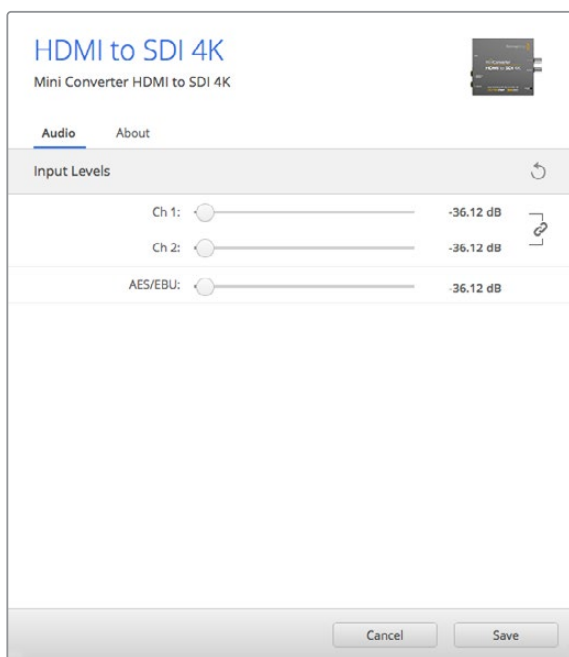 HDMI to SDI 4K
Mini Converter HDMI to SDI 4K
Audio About
Input Levels
Ch 1: -36.12 dB
Ch 2: -36.12 dB
AES/EBU: -36.12 dB
Cancel Save